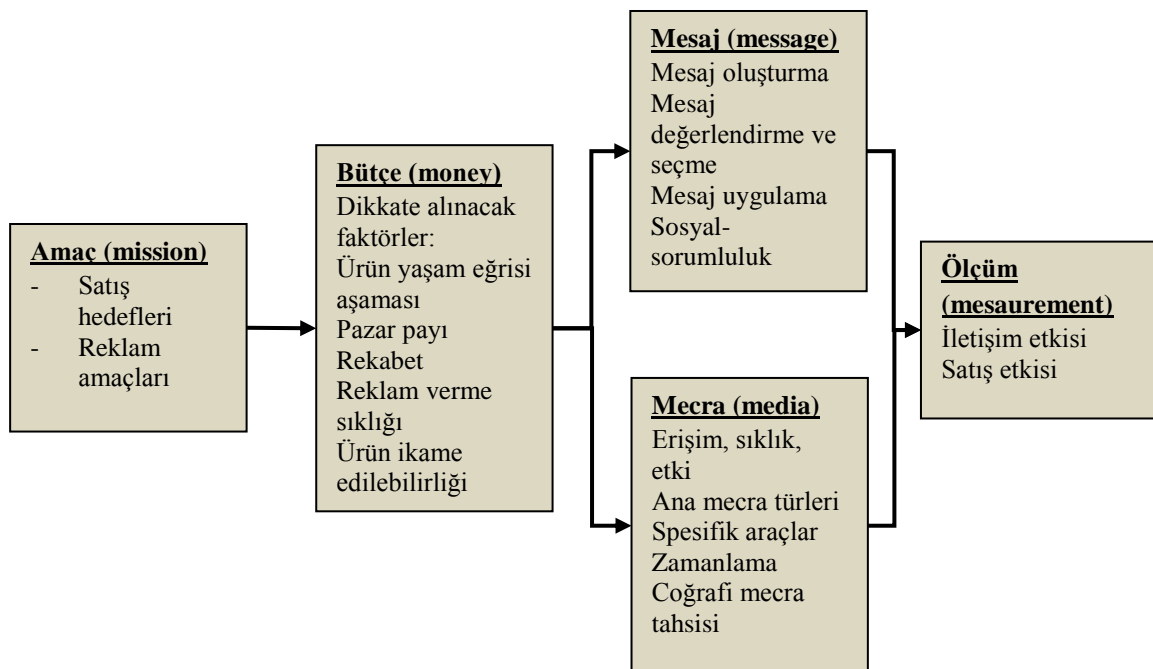 Amaç (mission)
- Satış
hedefleri
- Reklam
amaçları
Bütçe (money)
Dikkate alınacak
faktörler:
Ürün yaşam eğrisi
aşaması
Pazar payı
Rekabet
Reklam verme
sıklığı
Ürün ikame
edilebilirliği
Mesaj (message)
Mesaj oluşturma
Mesaj
değerlendirme ve
seçme
Mesaj uygulama
Sosyal-
sorumluluk
Mecra (media)
Erişim, sıklık,
etki
Ana mecra türleri
Spesifik araçlar
Zamanlama
Coğrafi mecra
tahsisi
Ölçüm
(mesaurement)
İletişim etkisi
Satış etkisi